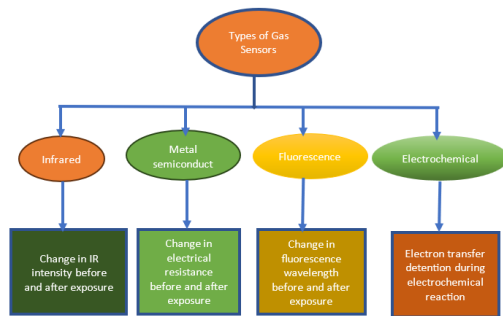 Types of Gas
Sensors
Infrared
Metal
semiconduct
Fluorescence
Electrochemical
Change in IR
intensity before
and after exposure
Change in
electrical
resistance before
and after
exposure
Change in
fluorescence
wavelength
before and after
exposure
Electron transfer
detention during
electrochemical
reaction